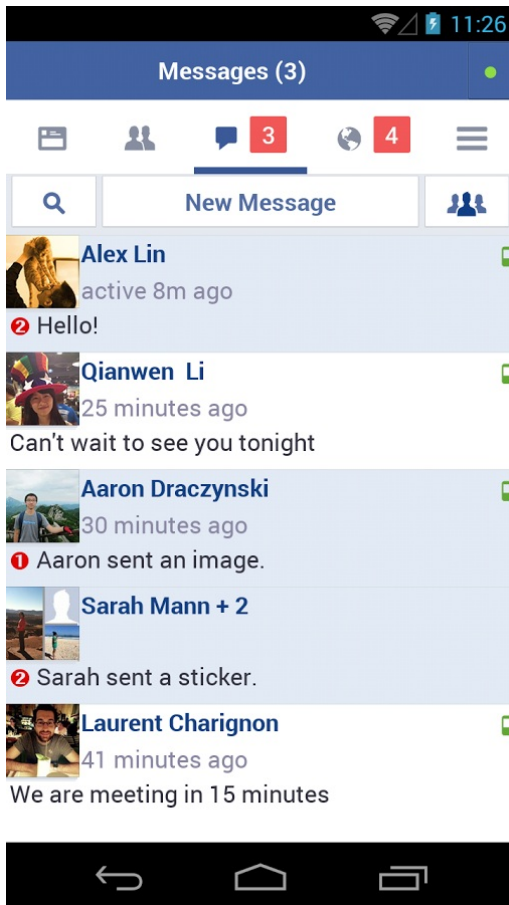 11:26
Messages (3)
3 4
New Message
Alex Lin
active 8m ago
2 Hello!
Qianwen Li
25 minutes ago
Can't wait to see you tonight
Aaron Draczynski
30 minutes ago
1 Aaron sent an image.
Sarah Mann + 2
2 Sarah sent a sticker.
Laurent Charignon
41 minutes ago
We are meeting in 15 minutes